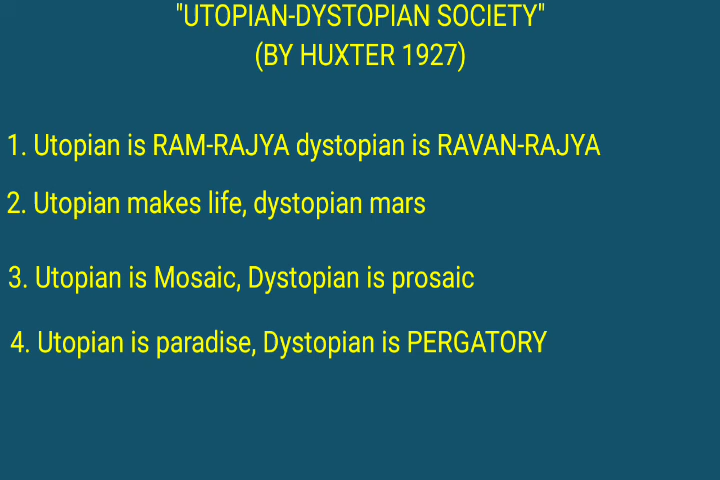 "UTOPIAN-DYSTOPIAN SOCIETY"
(BY HUXTER 1927)
1. Utopian is RAM-RAJYA dystopian is RAVAN-RAJYA
2. Utopian makes life, dystopian mars
3. Utopian is Mosaic, Dystopian is prosaic
4. Utopian is paradise, Dystopian is PERGATORY